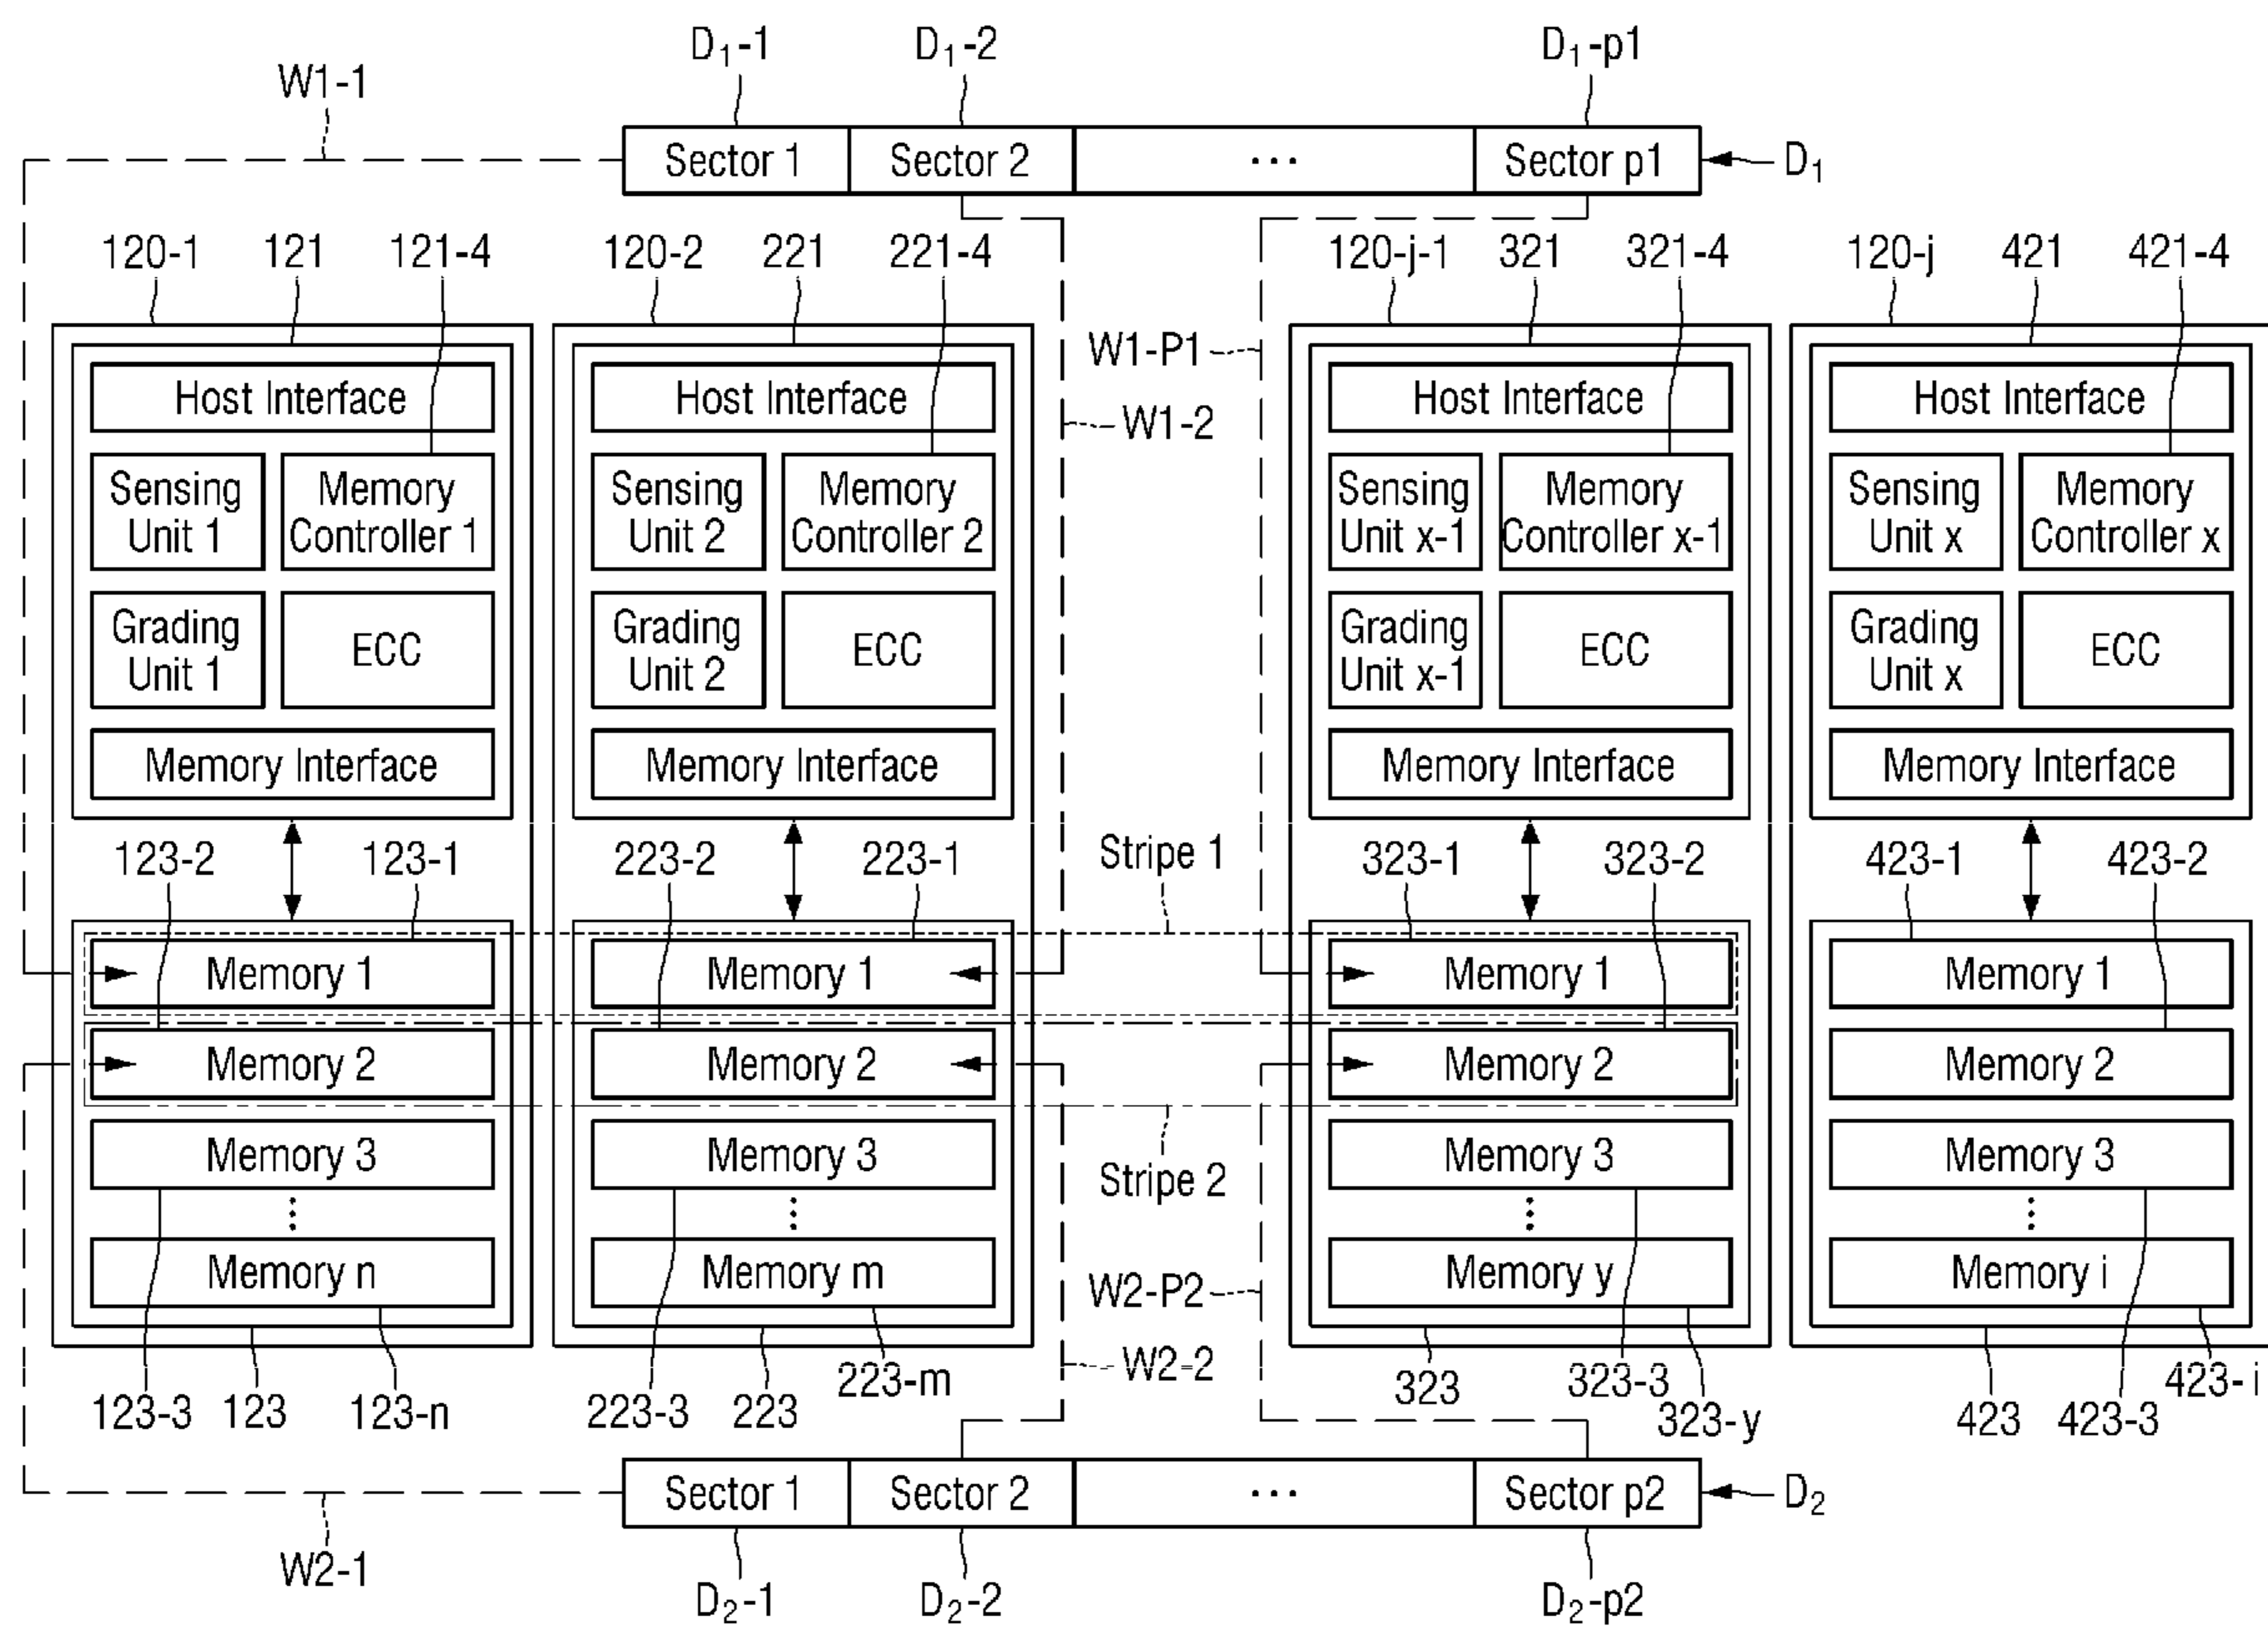 D₁-1 D₁-2 D₁-p1
W1-1
Sector 1 Sector 2 ... Sector p1 D₁
120-1 121 121-4 120-2 221 221-4 120-j-1 321 321-4 120-j 421 421-4
W1-P1
Host Interface Host Interface Host Interface Host Interface
W1-2
Sensing Unit 1 Memory Controller 1 Sensing Unit 2 Memory Controller 2 Sensing Unit x-1 Memory Controller x-1 Sensing Unit x Memory Controller x
Grading Unit 1 ECC Grading Unit 2 ECC Grading Unit x-1 ECC Grading Unit x ECC
Memory Interface Memory Interface Memory Interface Memory Interface
123-2 123-1 223-2 223-1 Stripe 1 323-1 323-2 423-1 423-2
Memory 1 Memory 1 Memory 1 Memory 1
Memory 2 Memory 2 Memory 2 Memory 2
Memory 3 Memory 3 Memory 3 Memory 3
Stripe 2
Memory n Memory m Memory y Memory i
W2-P2
W2-2
123-3 123 123-n 223-3 223 223-m 323 323-3 323-y 423 423-3 423-i
Sector 1 Sector 2 ... Sector p2 D₂
W2-1
D₂-1 D₂-2 D₂-p2